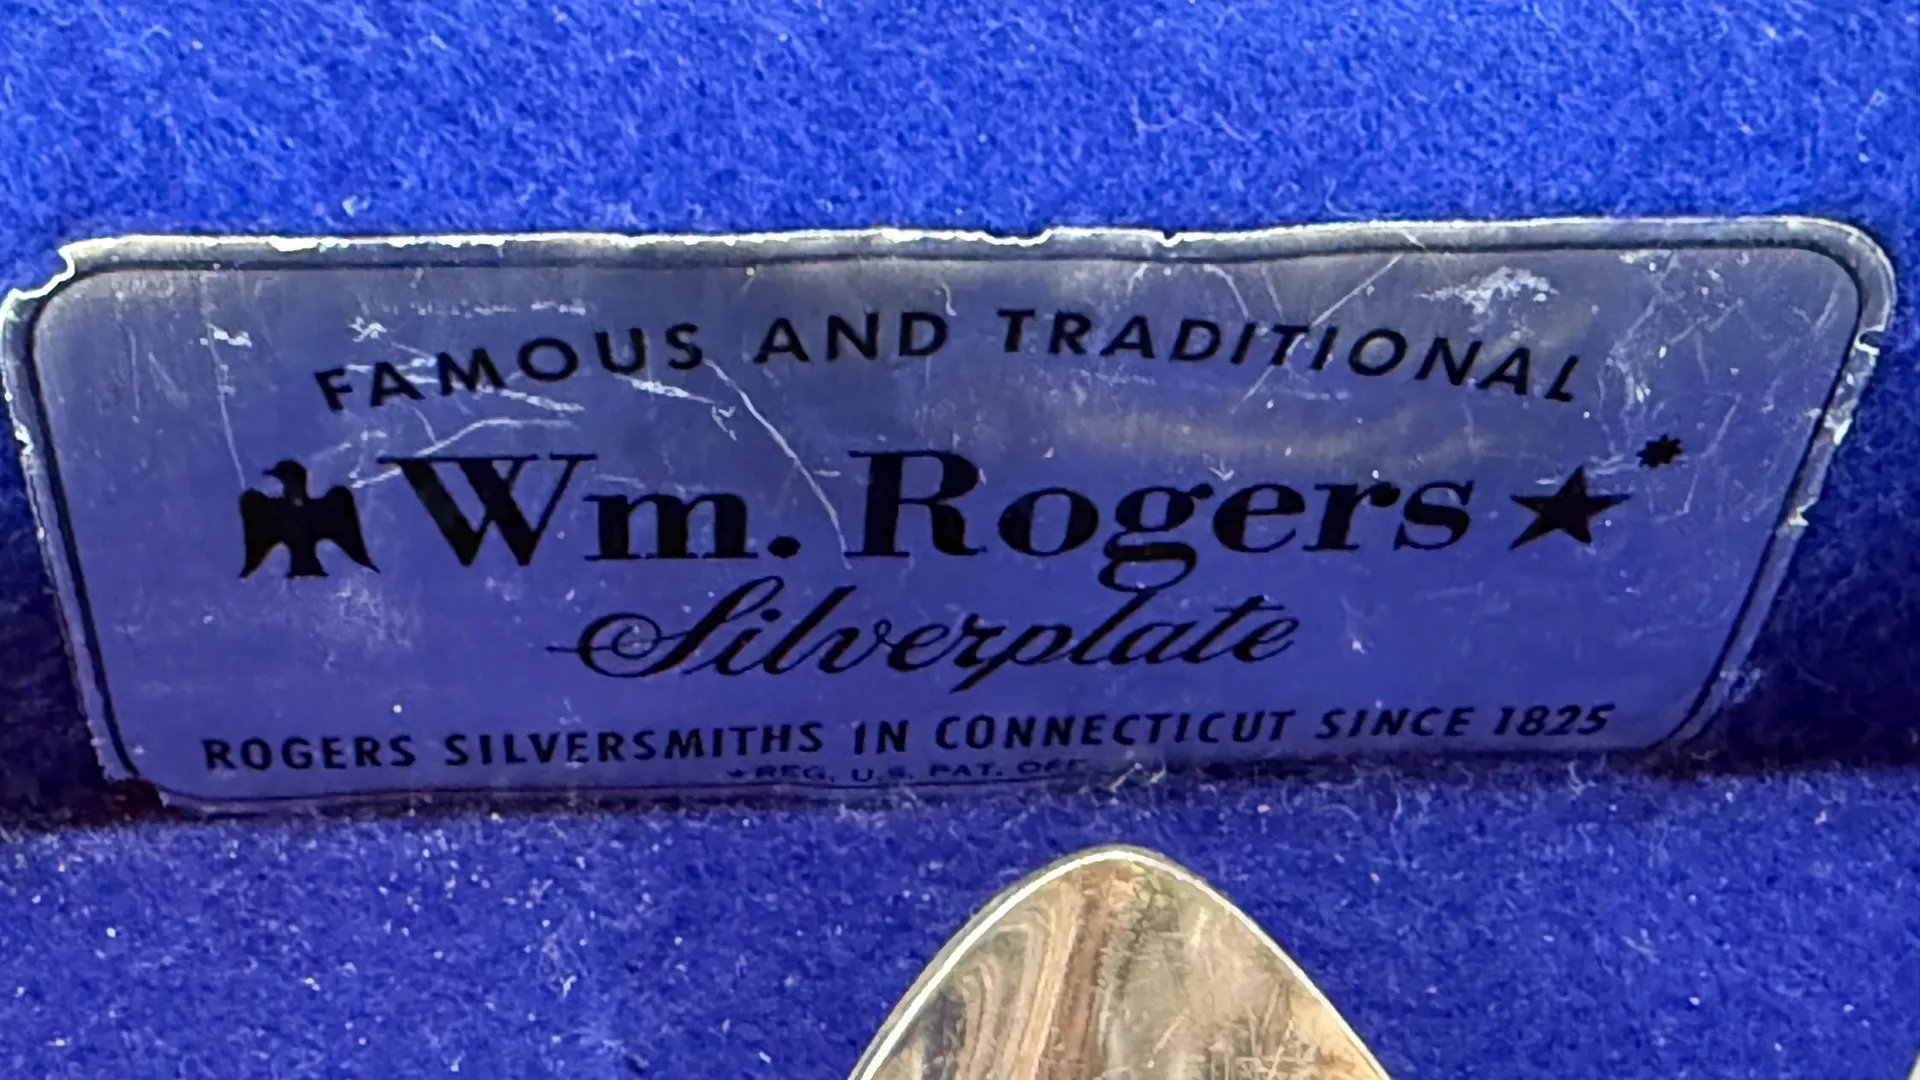 FAMOUS AND TRADITIONAL
Wm. Rogers ★*
Silverplate
ROGERS SILVERSMITHS IN CONNECTICUT SINCE 1825
*REG. U.S. PAT. OFF.